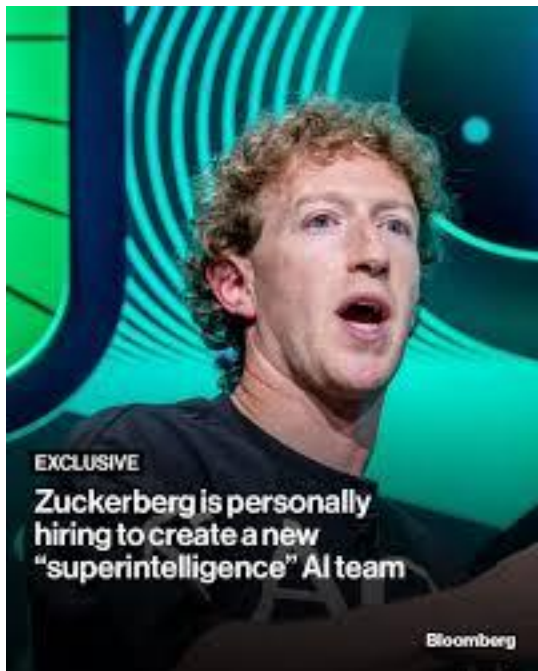 EXCLUSIVE
Zuckerberg is personally
hiring to create a new
“superintelligence” AI team
Bloomberg